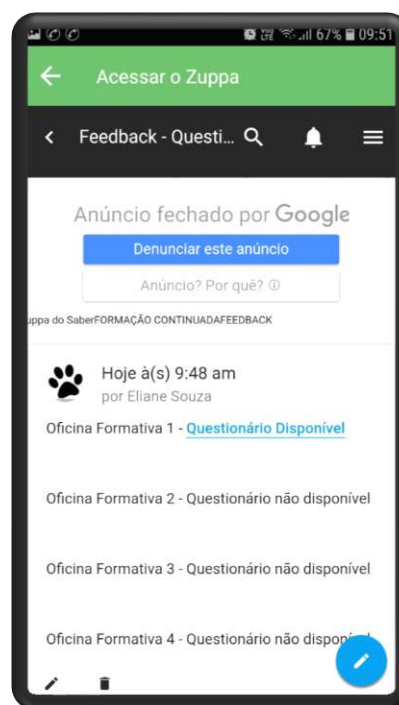 67% 09:51
Acessar o Zuppa
Feedback - Questi...
Anúncio fechado por Google
Denunciar este anúncio
Anúncio? Por quê?
uppa do SaberFORMAÇÃO CONTINUADAFEEDBACK
Hoje à(s) 9:48 am
por Eliane Souza
Oficina Formativa 1 - Questionário Disponível
Oficina Formativa 2 - Questionário não disponível
Oficina Formativa 3 - Questionário não disponível
Oficina Formativa 4 - Questionário não